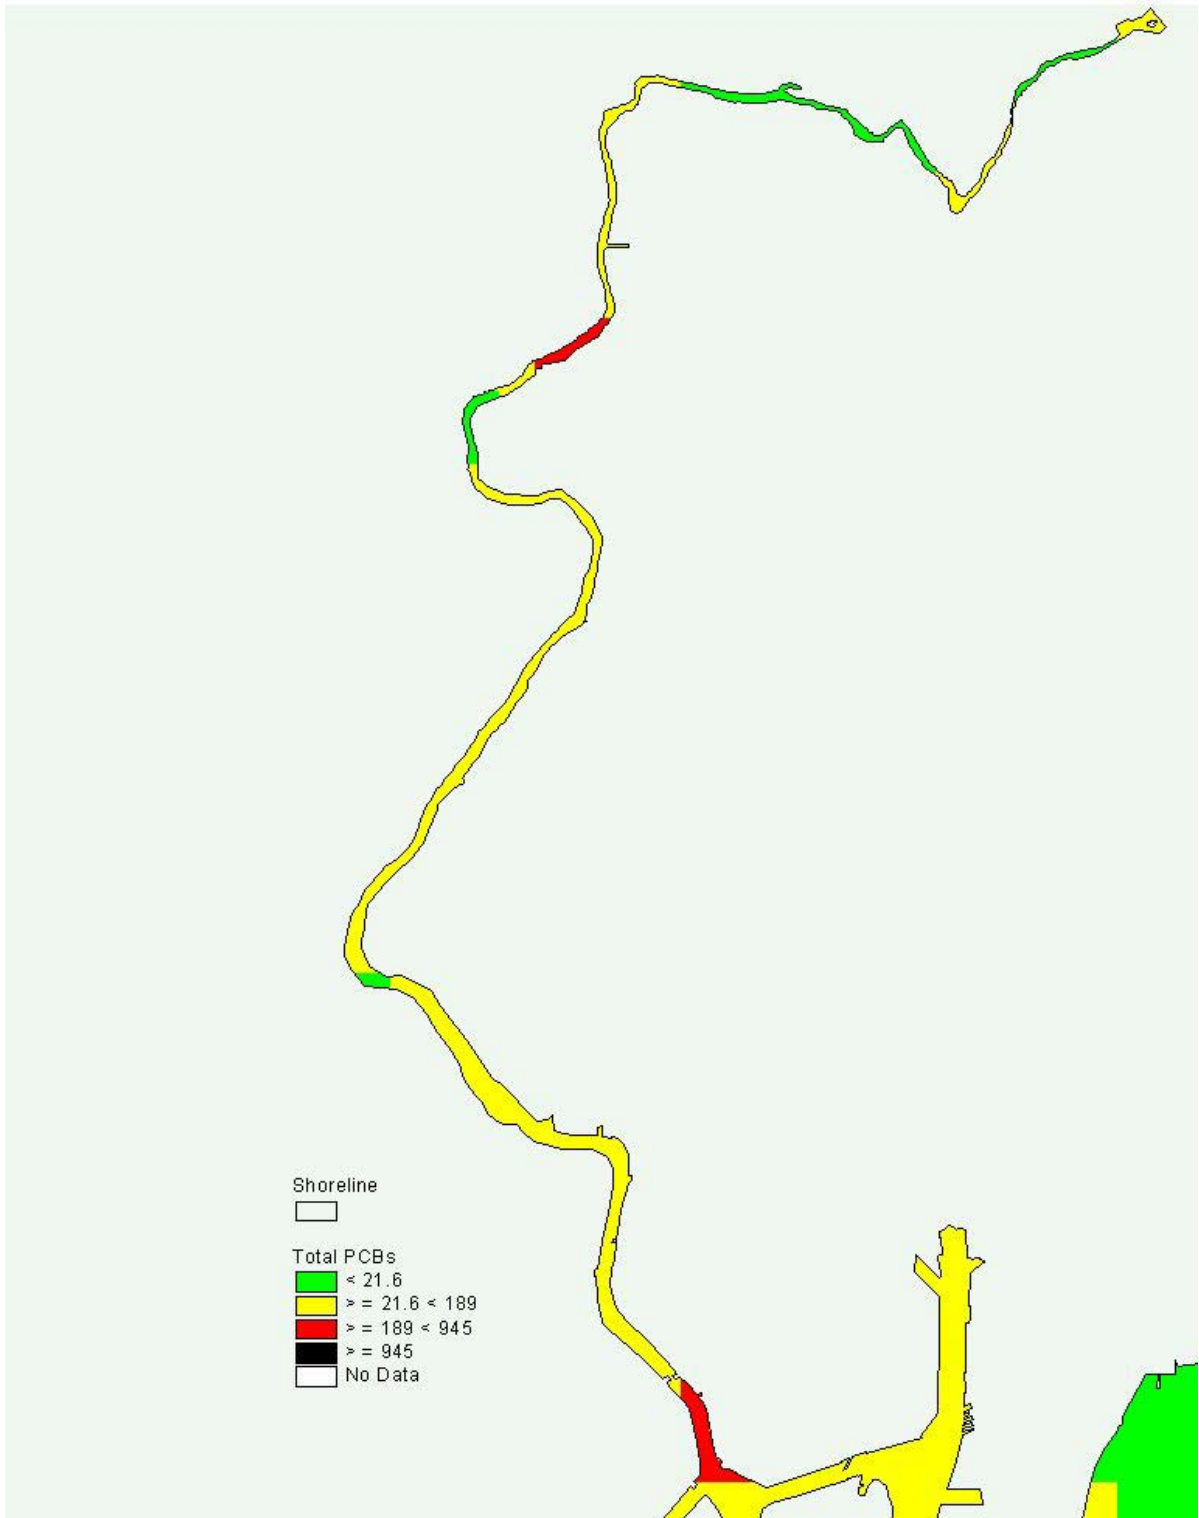 Shoreline
Total PCBs
< 21.6
> = 21.6 < 189
> = 189 < 945
> = 945
No Data